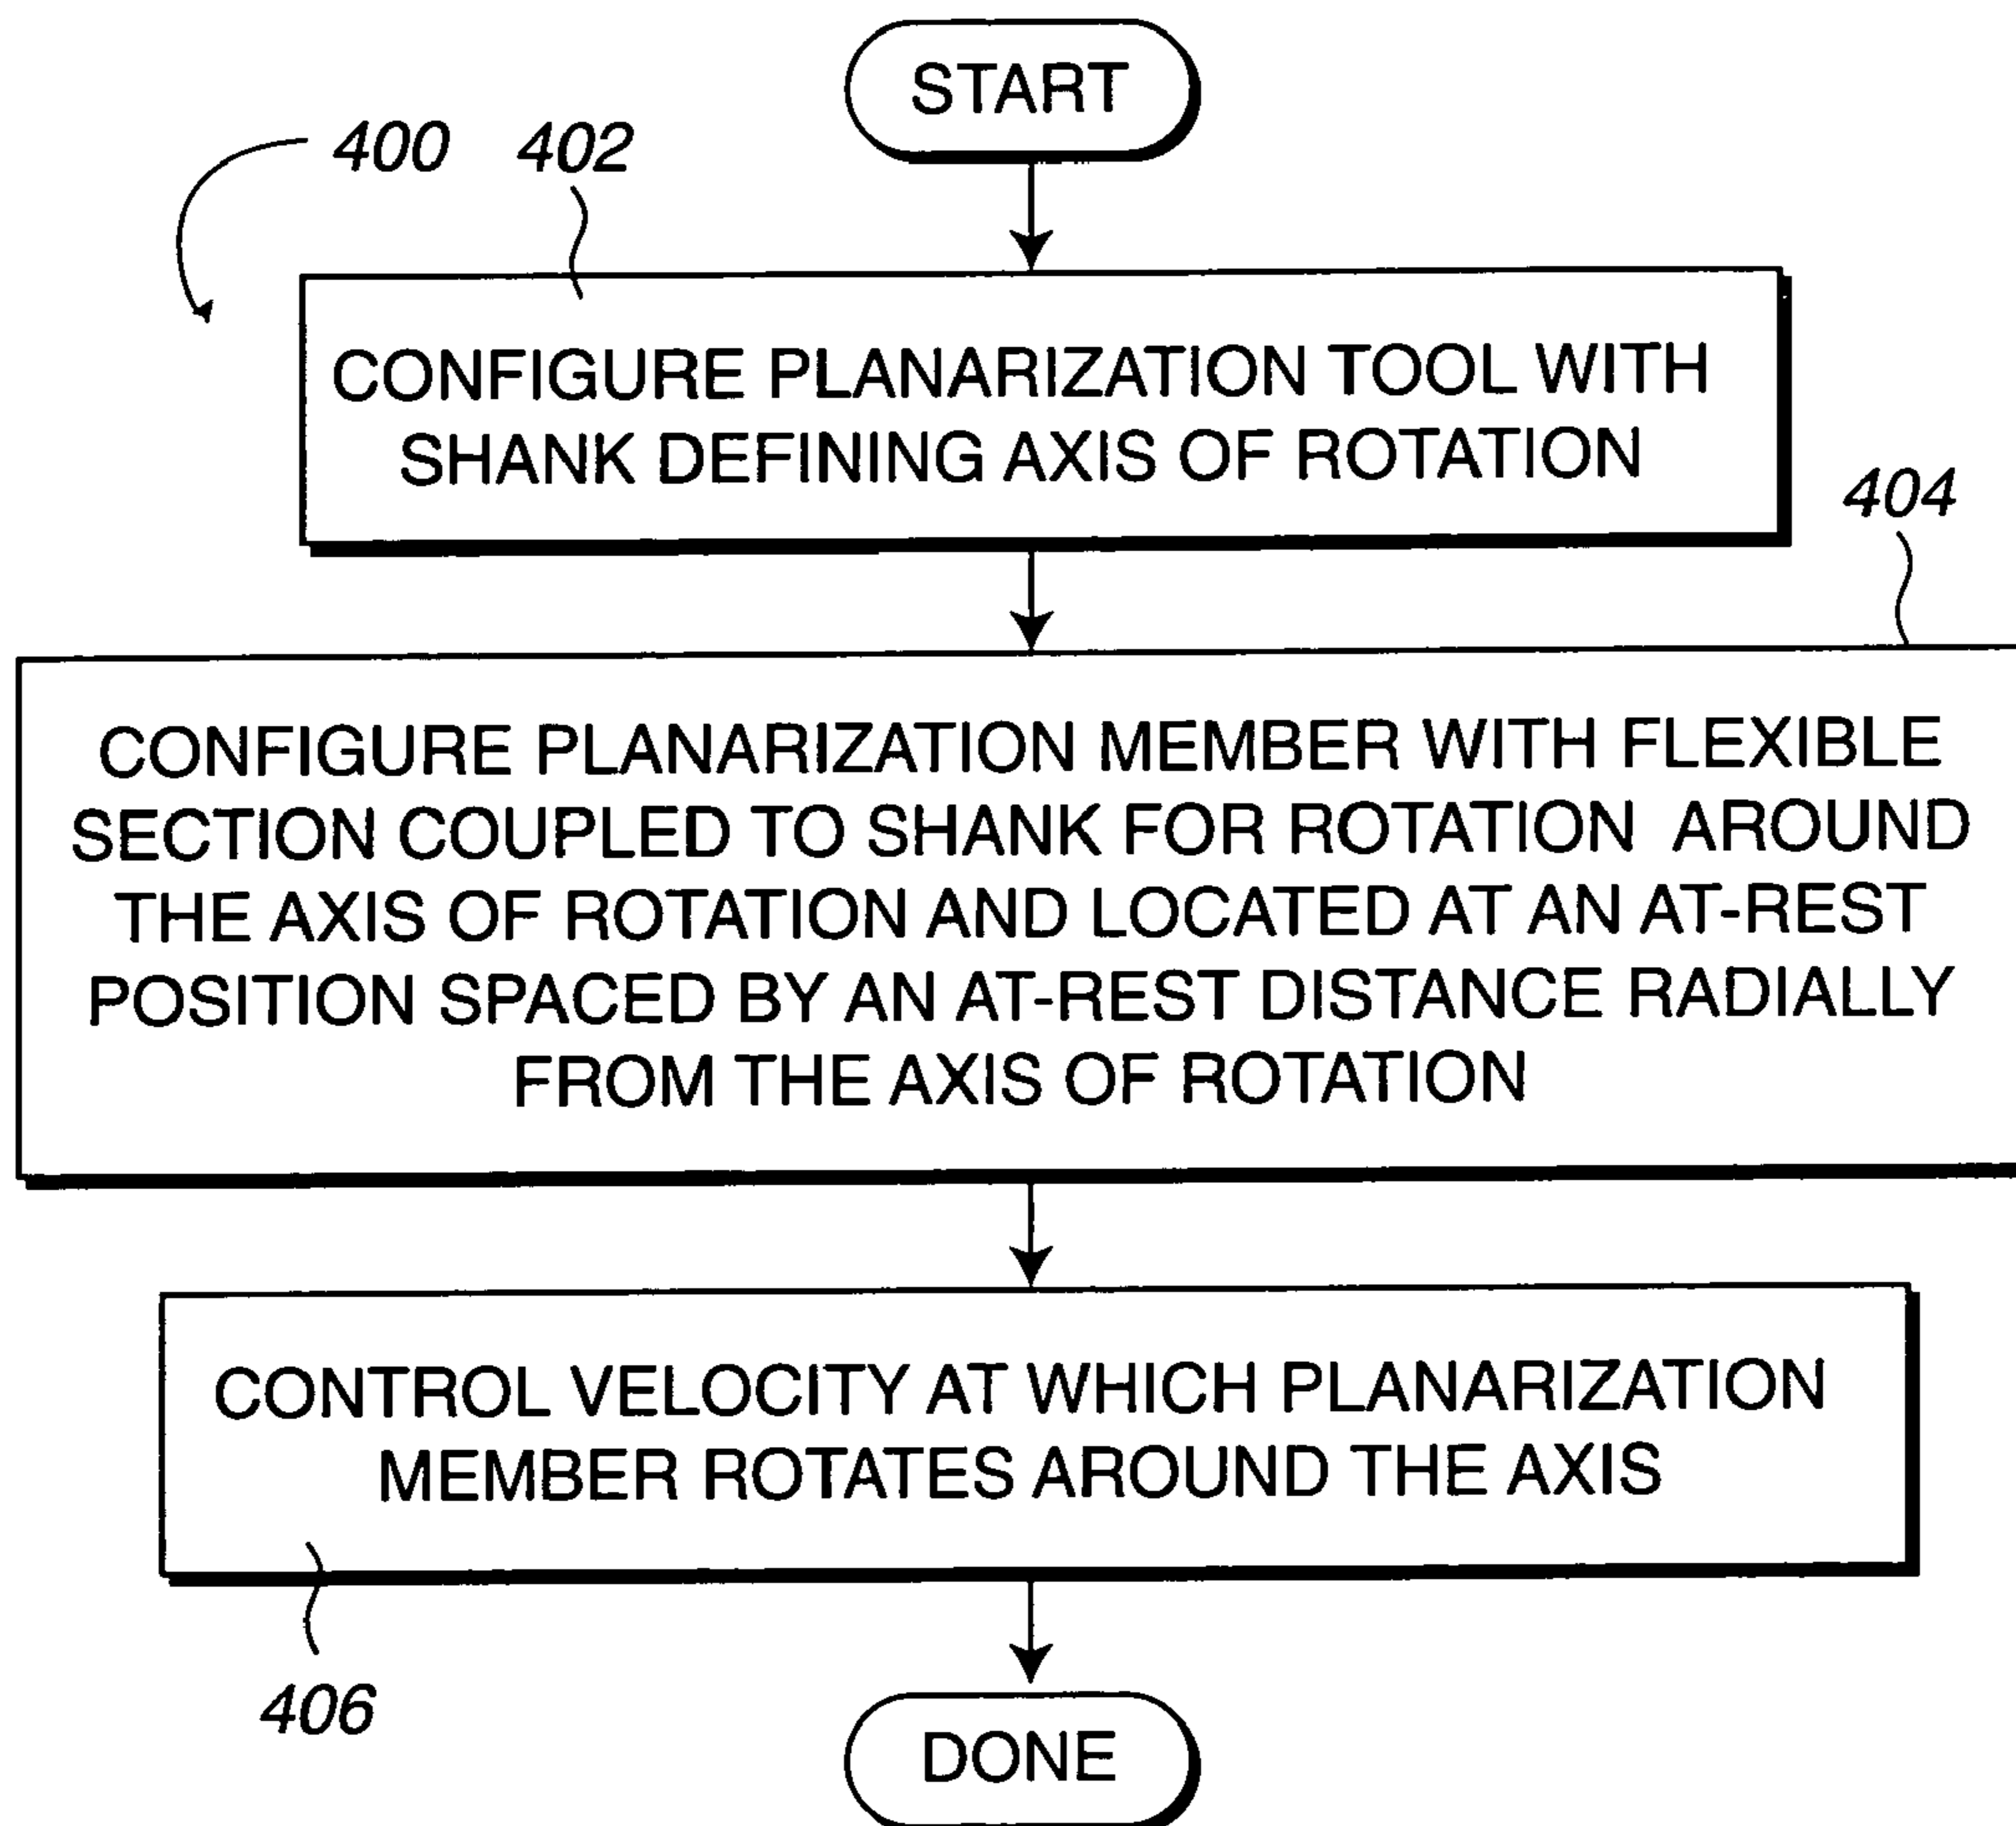 START
400
402
CONFIGURE PLANARIZATION TOOL WITH
SHANK DEFINING AXIS OF ROTATION
404
CONFIGURE PLANARIZATION MEMBER WITH FLEXIBLE
SECTION COUPLED TO SHANK FOR ROTATION AROUND
THE AXIS OF ROTATION AND LOCATED AT AN AT-REST
POSITION SPACED BY AN AT-REST DISTANCE RADIALLY
FROM THE AXIS OF ROTATION
CONTROL VELOCITY AT WHICH PLANARIZATION
MEMBER ROTATES AROUND THE AXIS
406
DONE